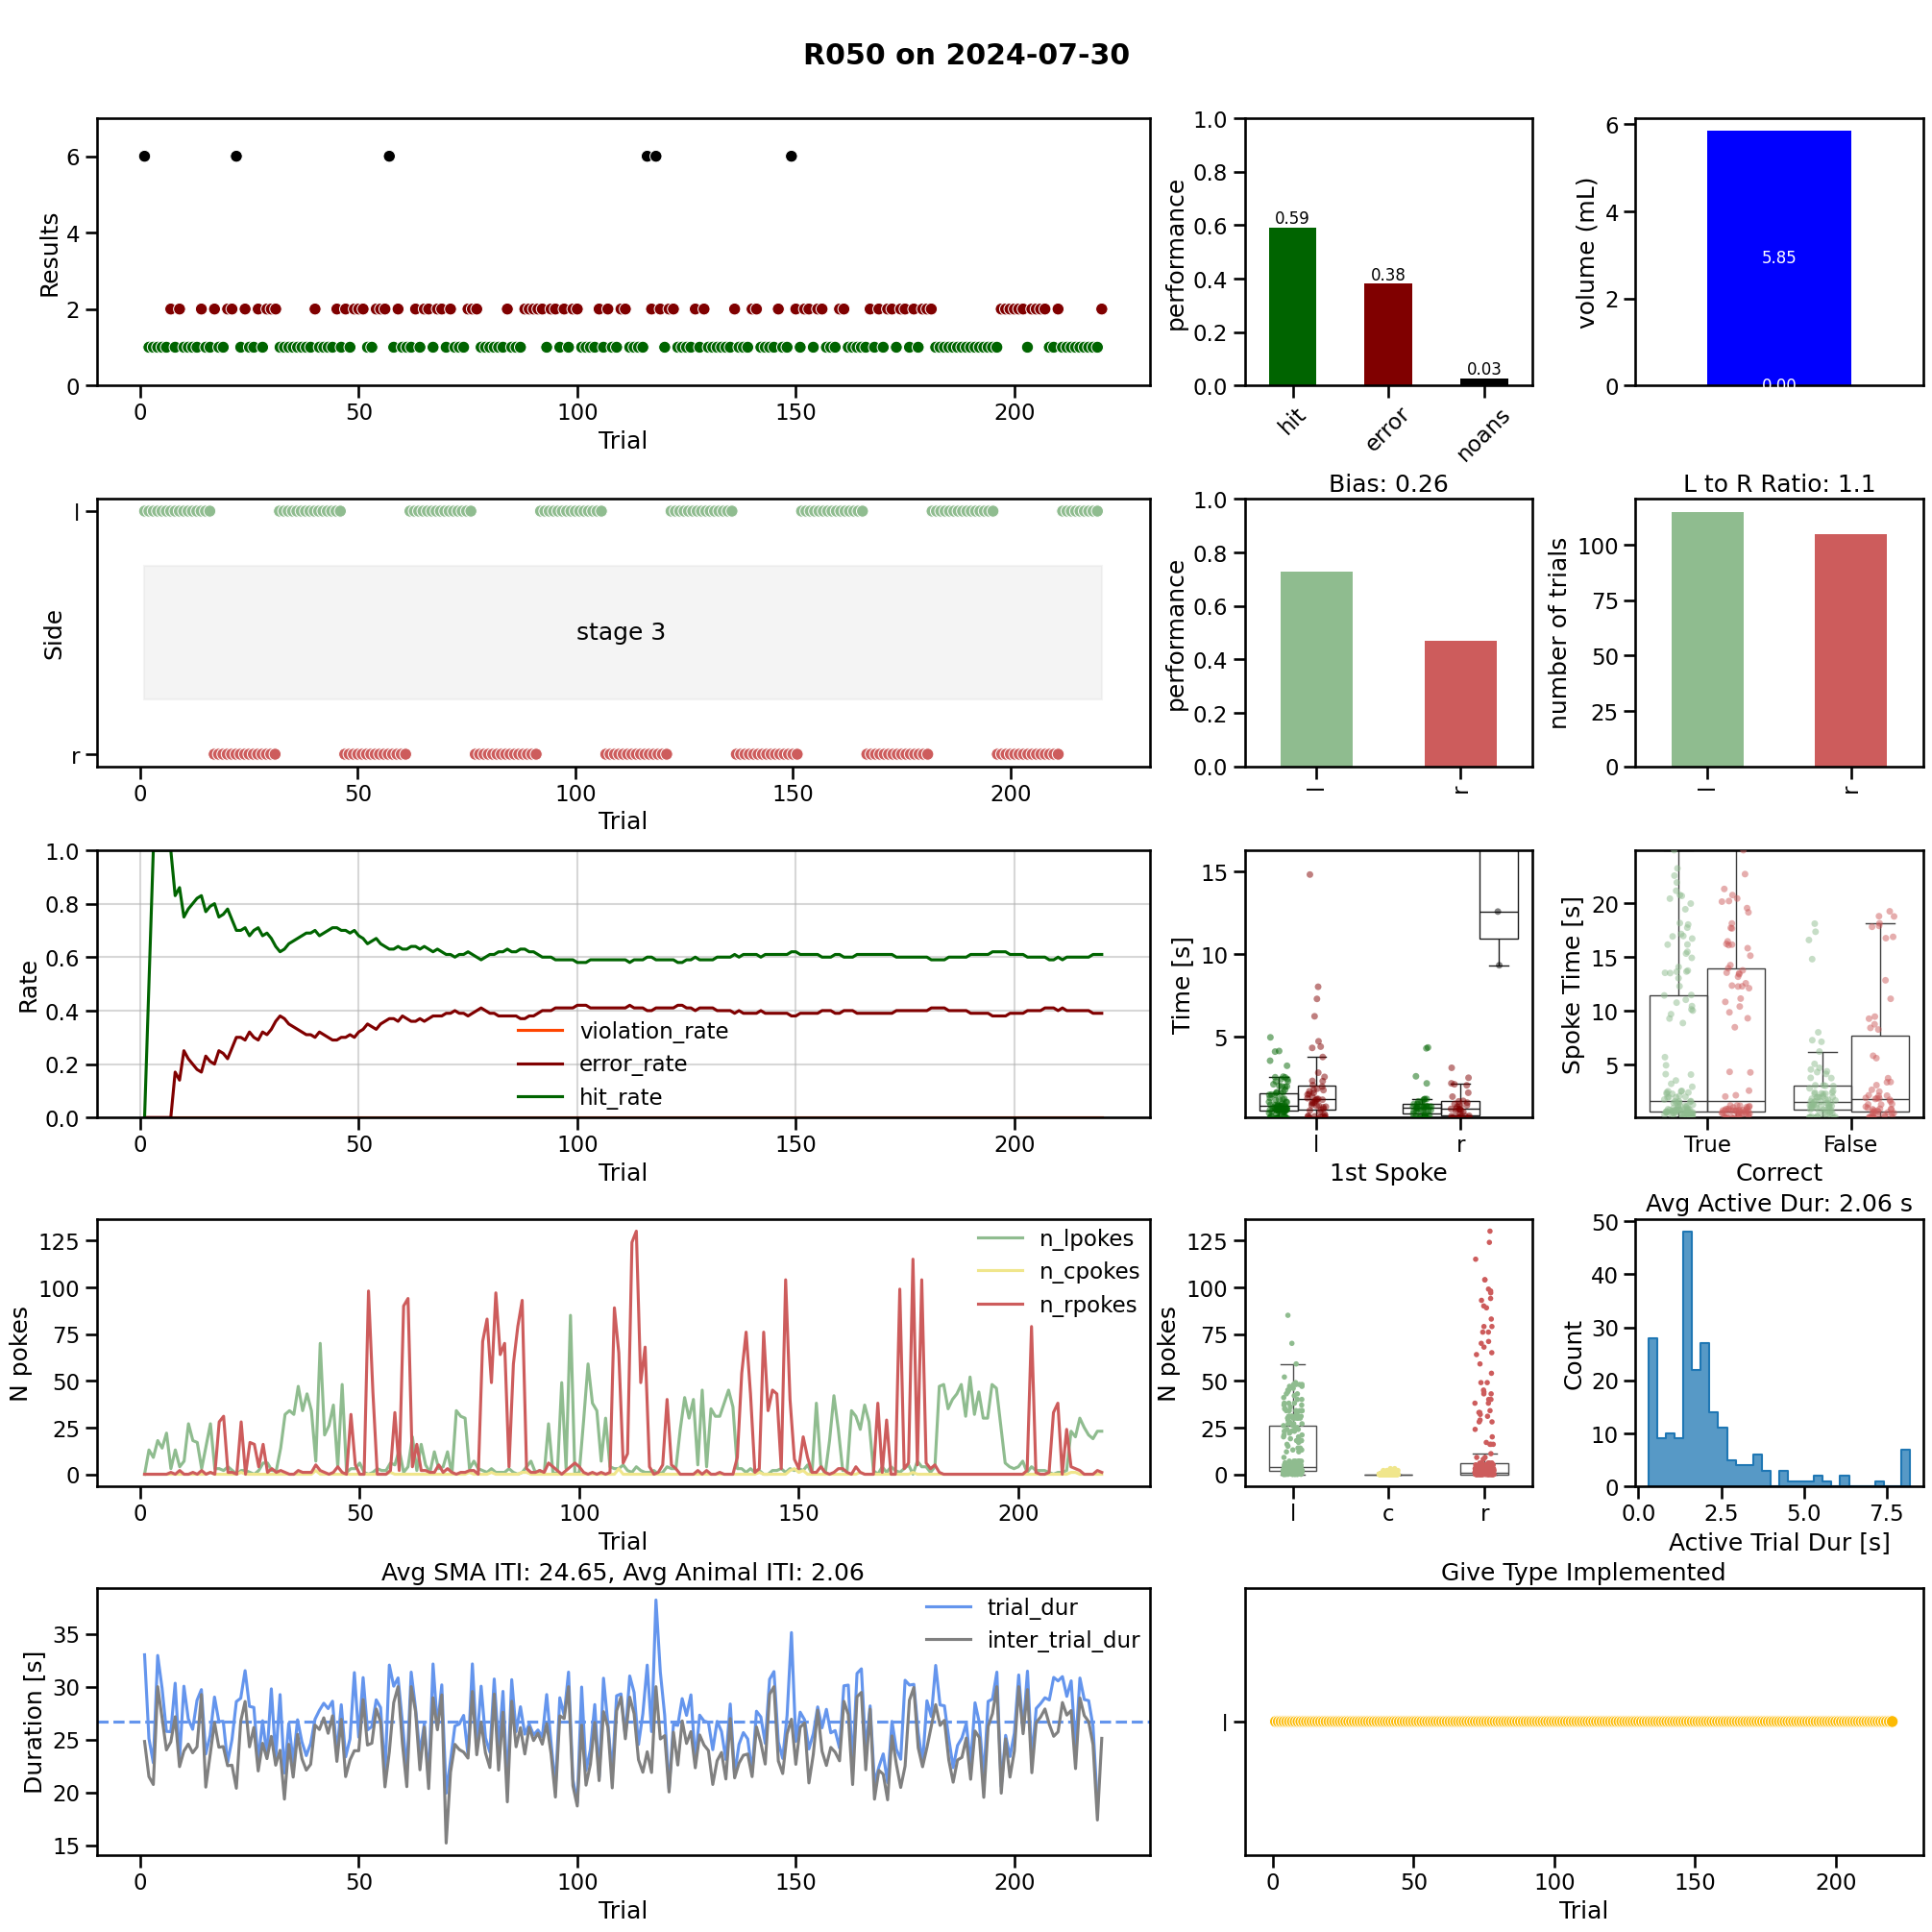 R050 on 2024-07-30
Results
6
4
2
0
0 50 100 150 200
Trial
performance
1.0
0.8
0.6
0.4
0.2
0.0
0.59
0.38
0.03
hit error noans
volume (mL)
6
4
2
0
5.85
0.00
Side
l
r
stage 3
0 50 100 150 200
Trial
Bias: 0.26
performance
1.0
0.8
0.6
0.4
0.2
0.0
l r
L to R Ratio: 1.1
number of trials
100
75
50
25
0
l r
Rate
1.0
0.8
0.6
0.4
0.2
0.0
violation_rate
error_rate
hit_rate
0 50 100 150 200
Trial
Time [s]
15
10
5
l r
1st Spoke
Spoke Time [s]
20
15
10
5
True False
Correct
N pokes
125
100
75
50
25
0
n_lpokes
n_cpokes
n_rpokes
0 50 100 150 200
Trial
N pokes
125
100
75
50
25
0
l c r
Avg Active Dur: 2.06 s
Count
50
40
30
20
10
0
0.0 2.5 5.0 7.5
Active Trial Dur [s]
Avg SMA ITI: 24.65, Avg Animal ITI: 2.06
Duration [s]
35
30
25
20
15
trial_dur
inter_trial_dur
0 50 100 150 200
Trial
Give Type Implemented
l
0 50 100 150 200
Trial